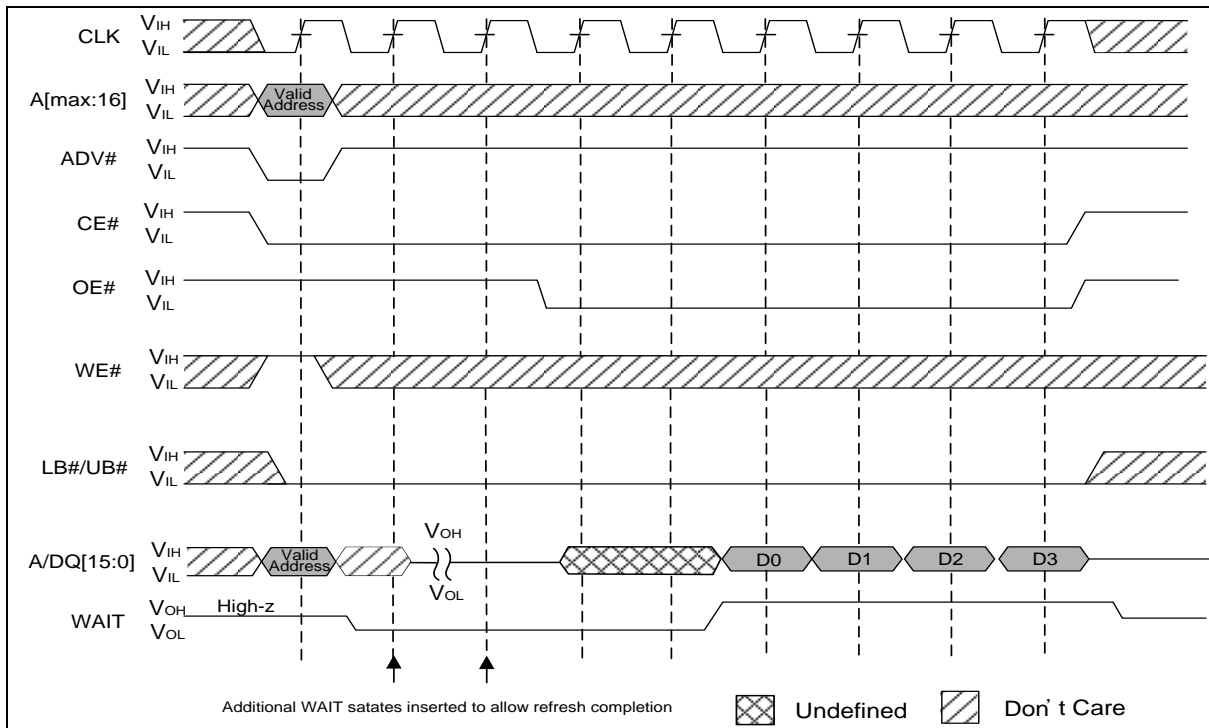 CLK VIH
VIL
A[max:16] VIH
VIL
Valid
Address
ADV# VIH
VIL
CE# VIH
VIL
OE# VIH
VIL
WE# VIH
VIL
LB#/UB# VIH
VIL
A/DQ[15:0] VIH
VIL
Valid
Address
VOH
VOL
D0 D1 D2 D3
WAIT VOH
VOL
High-z
Additional WAIT satates inserted to allow refresh completion
Undefined
Don't Care